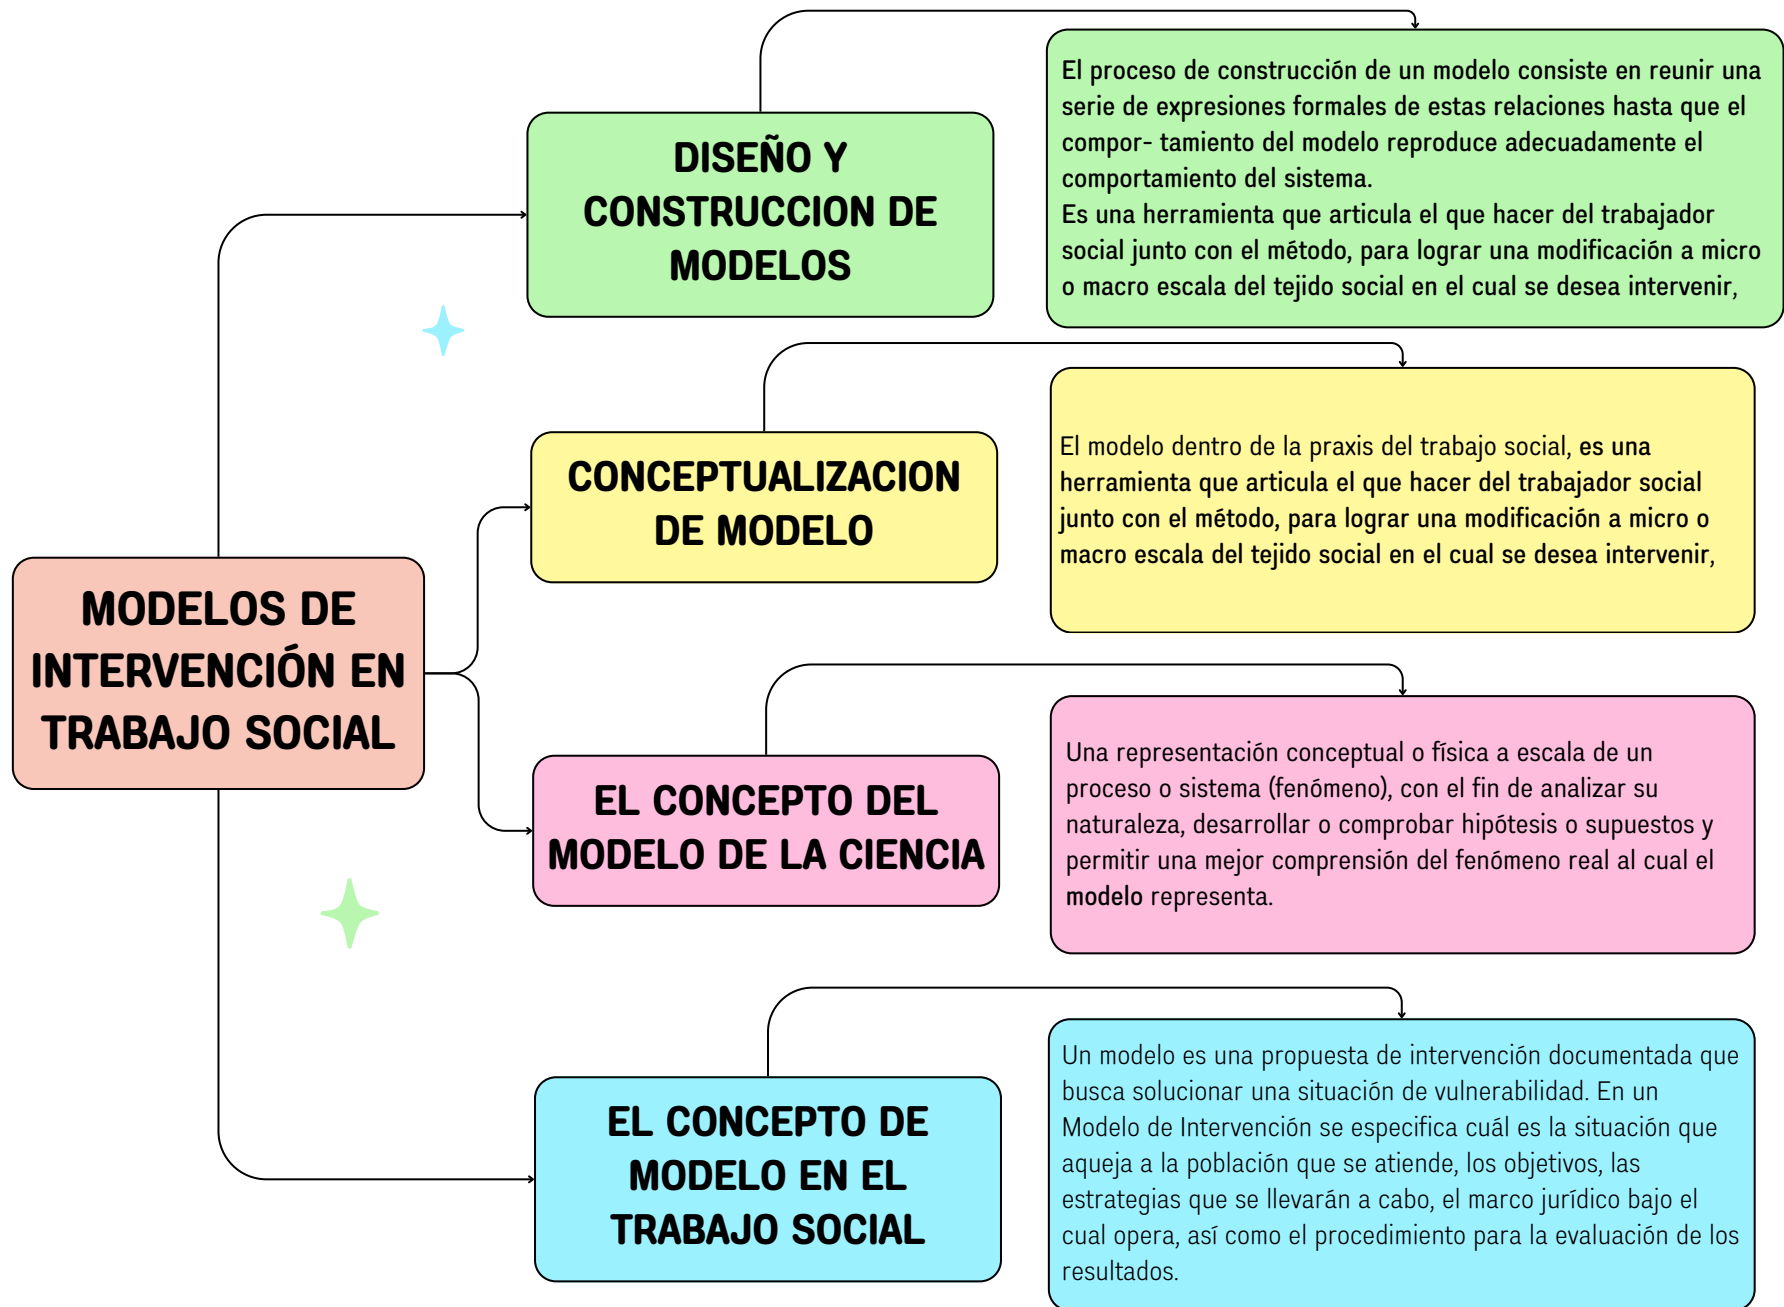 MODELOS DE
INTERVENCIÓN EN
TRABAJO SOCIAL
DISEÑO Y
CONSTRUCCION DE
MODELOS
El proceso de construcción de un modelo consiste en reunir una
serie de expresiones formales de estas relaciones hasta que el
compor- tamiento del modelo reproduce adecuadamente el
comportamiento del sistema.
Es una herramienta que articula el que hacer del trabajador
social junto con el método, para lograr una modificación a micro
o macro escala del tejido social en el cual se desea intervenir,
CONCEPTUALIZACION
DE MODELO
El modelo dentro de la praxis del trabajo social, es una
herramienta que articula el que hacer del trabajador social
junto con el método, para lograr una modificación a micro o
macro escala del tejido social en el cual se desea intervenir,
EL CONCEPTO DEL
MODELO DE LA CIENCIA
Una representación conceptual o física a escala de un
proceso o sistema (fenómeno), con el fin de analizar su
naturaleza, desarrollar o comprobar hipótesis o supuestos y
permitir una mejor comprensión del fenómeno real al cual el
modelo representa.
EL CONCEPTO DE
MODELO EN EL
TRABAJO SOCIAL
Un modelo es una propuesta de intervención documentada que
busca solucionar una situación de vulnerabilidad. En un
Modelo de Intervención se especifica cuál es la situación que
aqueja a la población que se atiende, los objetivos, las
estrategias que se llevarán a cabo, el marco jurídico bajo el
cual opera, así como el procedimiento para la evaluación de los
resultados.